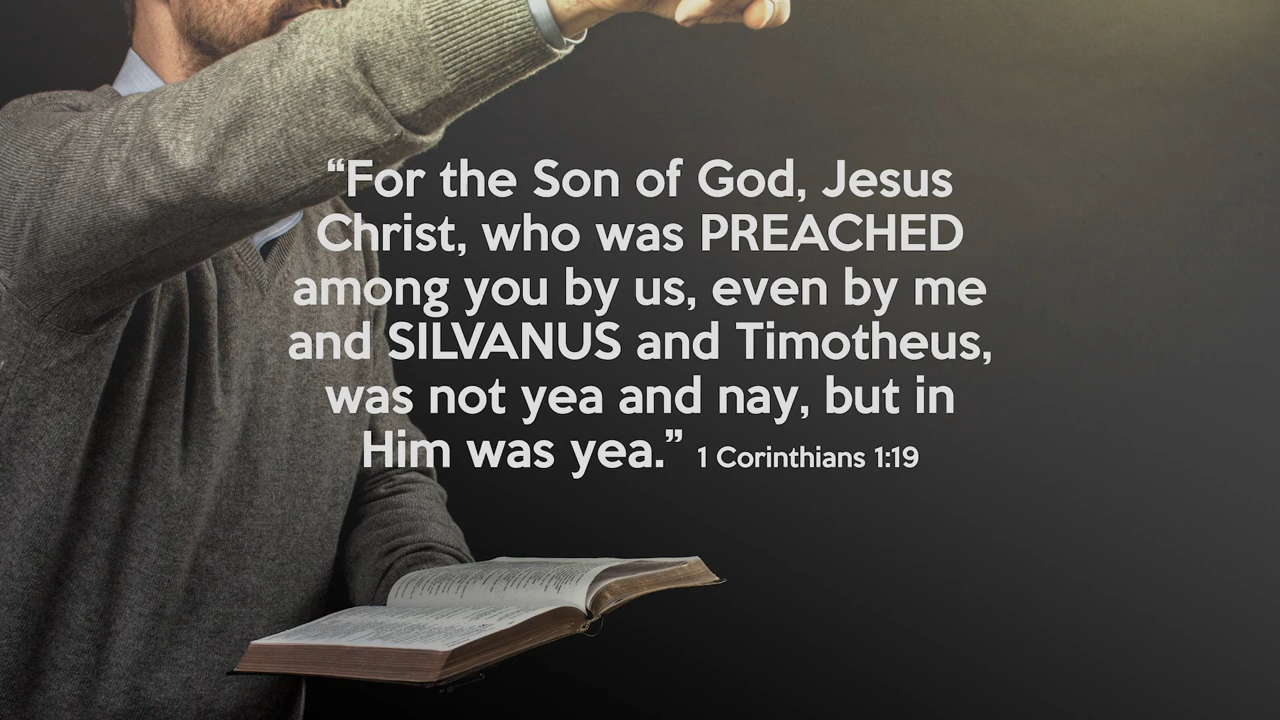 “For the Son of God, Jesus
Christ, who was PREACHED
among you by us, even by me
and SILVANUS and Timotheus,
was not yea and nay, but in
Him was yea.” 1 Corinthians 1:19